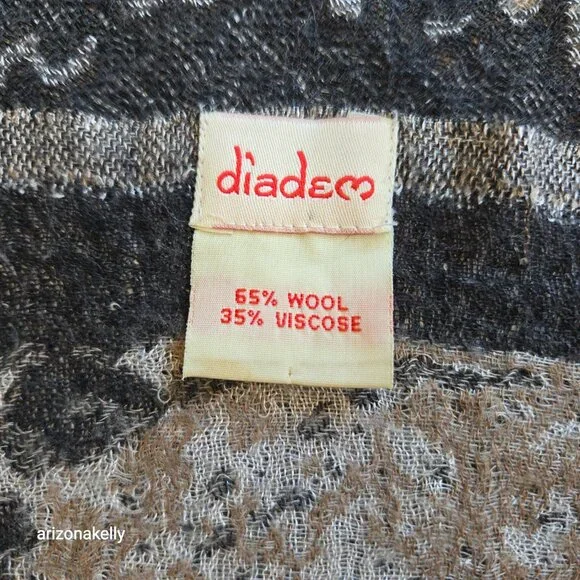 diadem
65% WOOL
35% VISCOSE
arizonakelly